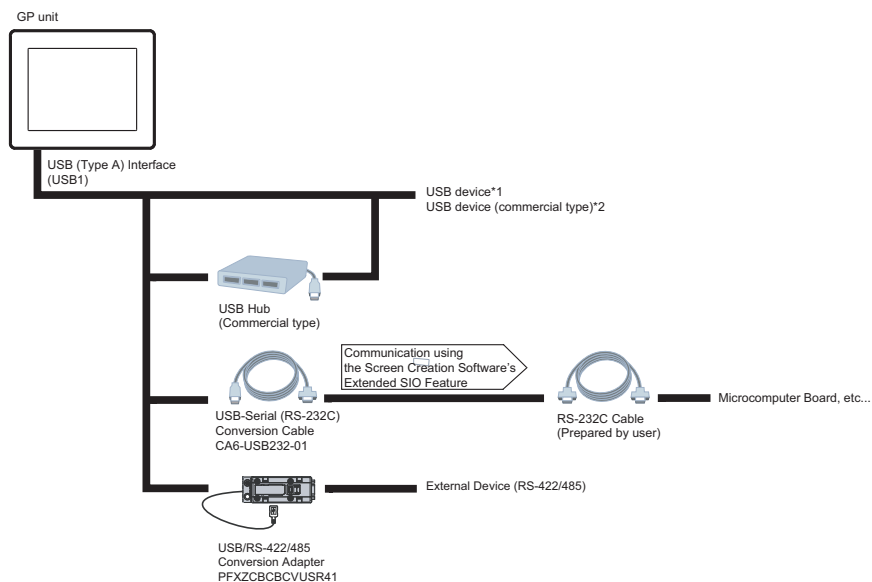 GP unit
USB (Type A) Interface
(USB1)
USB device*1
USB device (commercial type)*2
USB Hub
(Commercial type)
Communication using
the Screen Creation Software's
Extended SIO Feature
USB-Serial (RS-232C)
Conversion Cable
CA6-USB232-01
RS-232C Cable
(Prepared by user)
Microcomputer Board, etc...
External Device (RS-422/485)
USB/RS-422/485
Conversion Adapter
PFXZCBCBCVUSR41